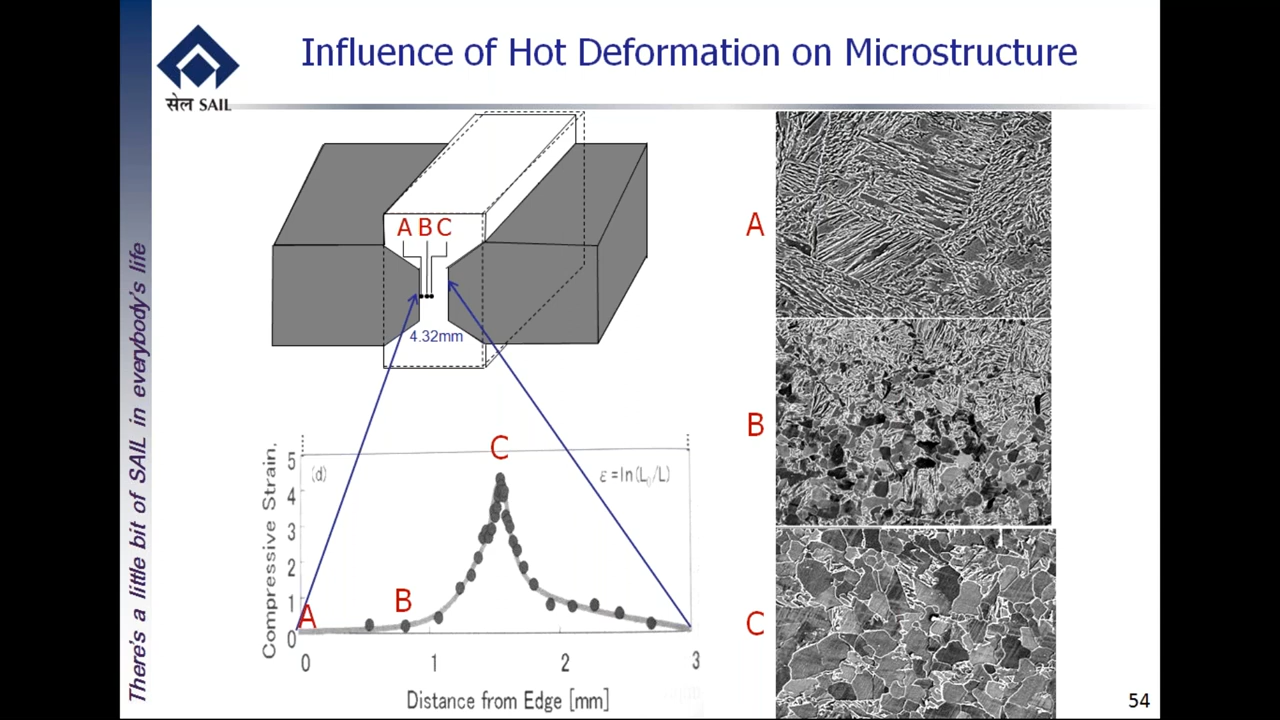 Influence of Hot Deformation on Microstructure
सेल SAIL
There's a little bit of SAIL in everybody's life
A B C
4.32mm
A
B
C
C
B
A
(d)
ε=ln(L₀/L)
Compressive Strain.
5
4
3
2
1
0
0 1 2 3
Distance from Edge [mm]
54